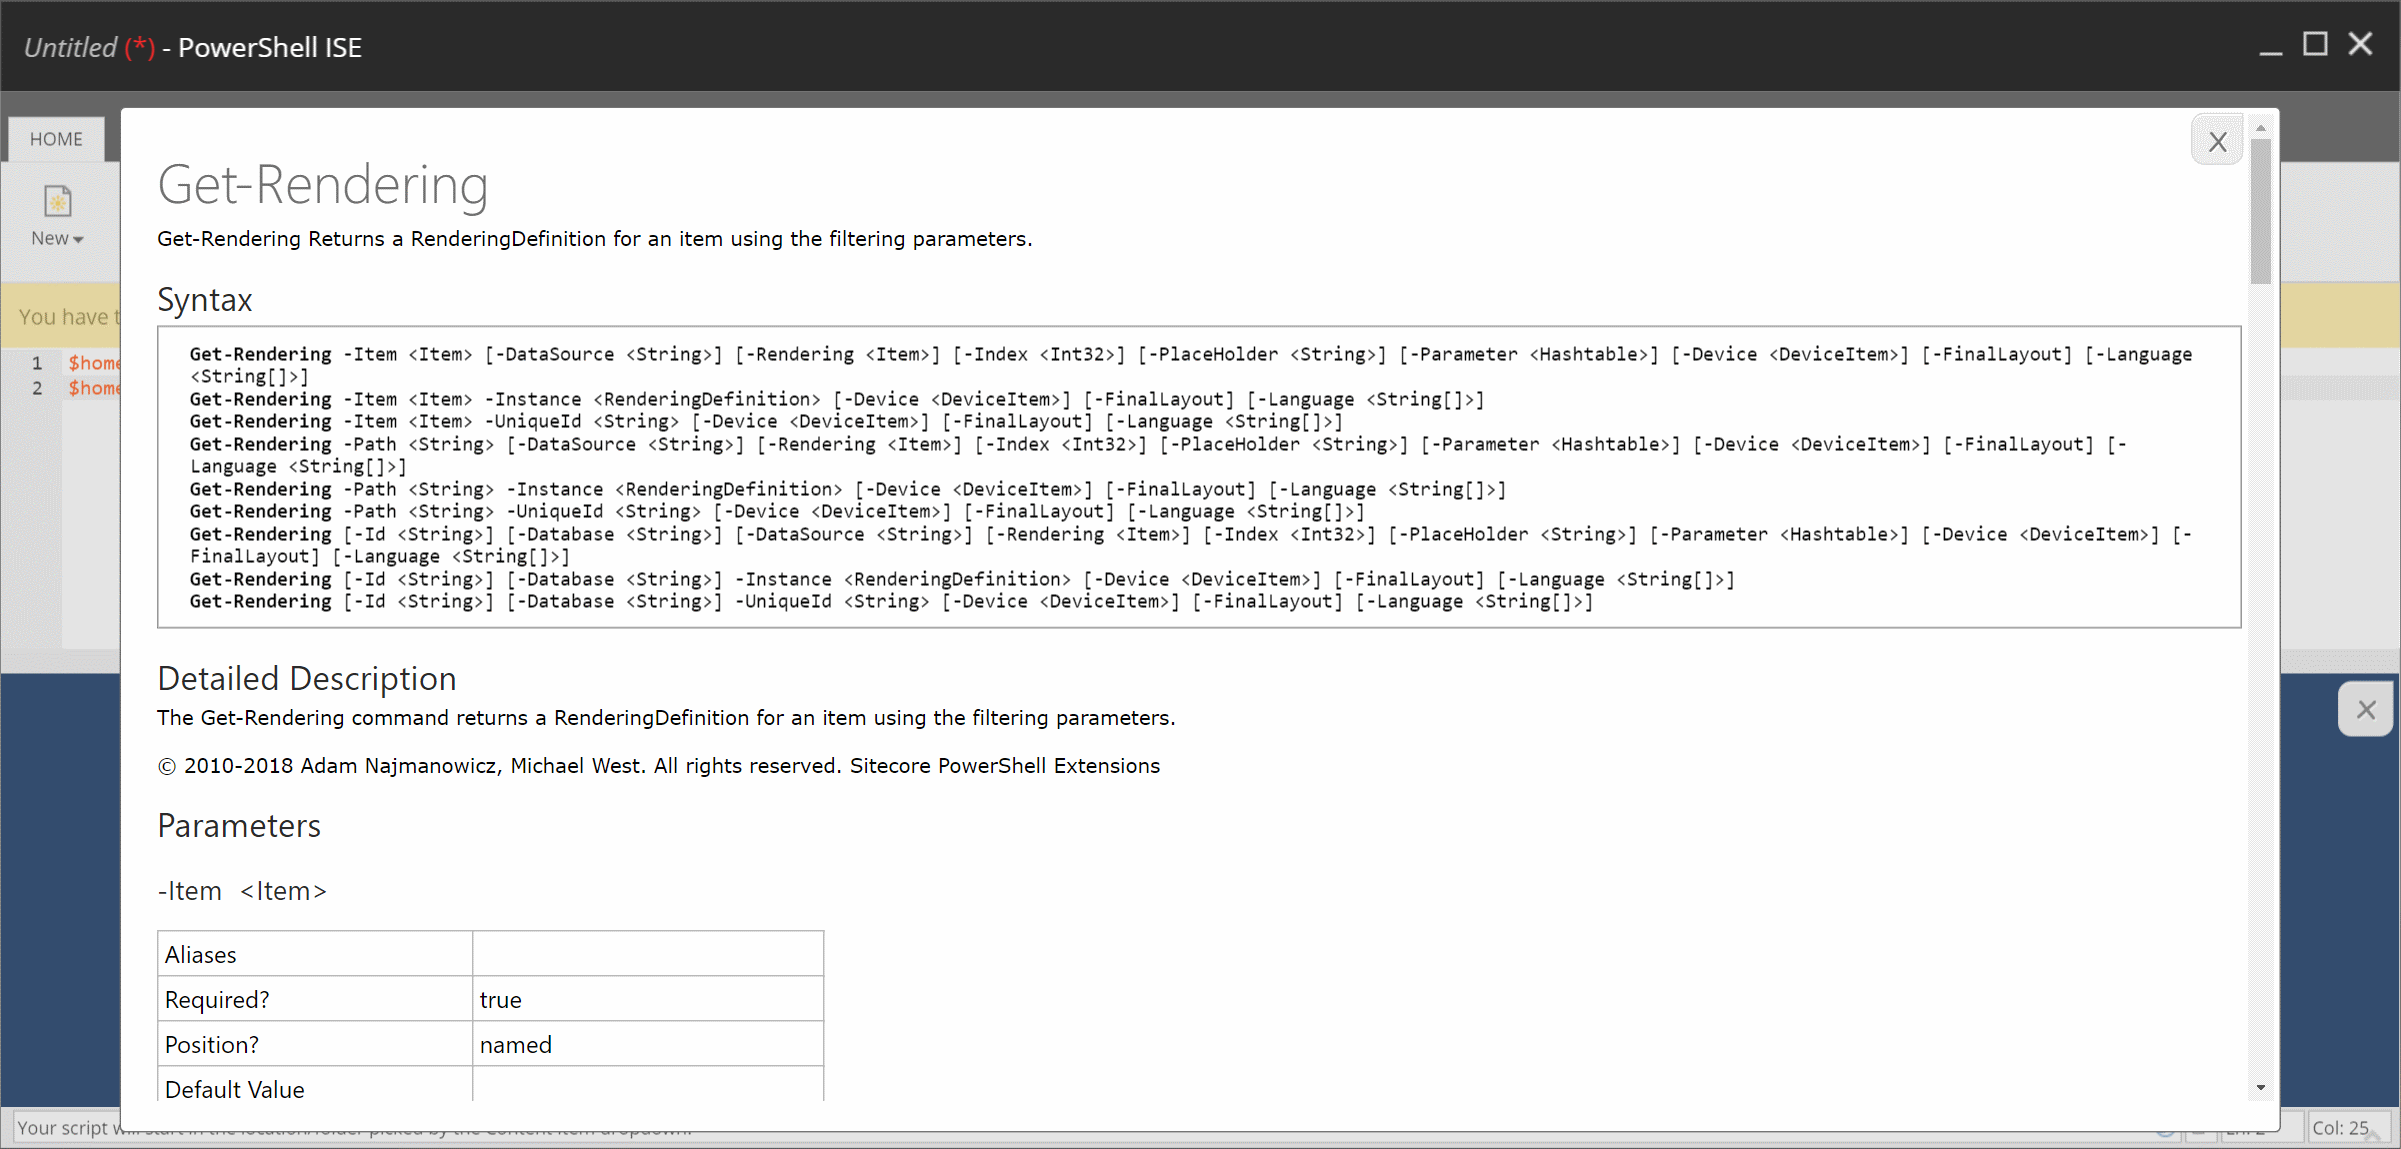 Untitled (*) - PowerShell ISE
HOME
New
You have
1 $home
2 $home
X
Get-Rendering
Get-Rendering Returns a RenderingDefinition for an item using the filtering parameters.
Syntax
Get-Rendering -Item <Item> [-DataSource <String>] [-Rendering <Item>] [-Index <Int32>] [-PlaceHolder <String>] [-Parameter <Hashtable>] [-Device <DeviceItem>] [-FinalLayout] [-Language
<String[]>]
Get-Rendering -Item <Item> -Instance <RenderingDefinition> [-Device <DeviceItem>] [-FinalLayout] [-Language <String[]>]
Get-Rendering -Item <Item> -UniqueId <String> [-Device <DeviceItem>] [-FinalLayout] [-Language <String[]>]
Get-Rendering -Path <String> [-DataSource <String>] [-Rendering <Item>] [-Index <Int32>] [-PlaceHolder <String>] [-Parameter <Hashtable>] [-Device <DeviceItem>] [-FinalLayout] [-
Language <String[]>]
Get-Rendering -Path <String> -Instance <RenderingDefinition> [-Device <DeviceItem>] [-FinalLayout] [-Language <String[]>]
Get-Rendering -Path <String> -UniqueId <String> [-Device <DeviceItem>] [-FinalLayout] [-Language <String[]>]
Get-Rendering [-Id <String>] [-Database <String>] [-DataSource <String>] [-Rendering <Item>] [-Index <Int32>] [-PlaceHolder <String>] [-Parameter <Hashtable>] [-Device <DeviceItem>] [-
FinalLayout] [-Language <String[]>]
Get-Rendering [-Id <String>] [-Database <String>] -Instance <RenderingDefinition> [-Device <DeviceItem>] [-FinalLayout] [-Language <String[]>]
Get-Rendering [-Id <String>] [-Database <String>] -UniqueId <String> [-Device <DeviceItem>] [-FinalLayout] [-Language <String[]>]
Detailed Description
The Get-Rendering command returns a RenderingDefinition for an item using the filtering parameters.
© 2010-2018 Adam Najmanowicz, Michael West. All rights reserved. Sitecore PowerShell Extensions
Parameters
-Item <Item>
Aliases
Required? true
Position? named
Default Value
Your script
Col: 25